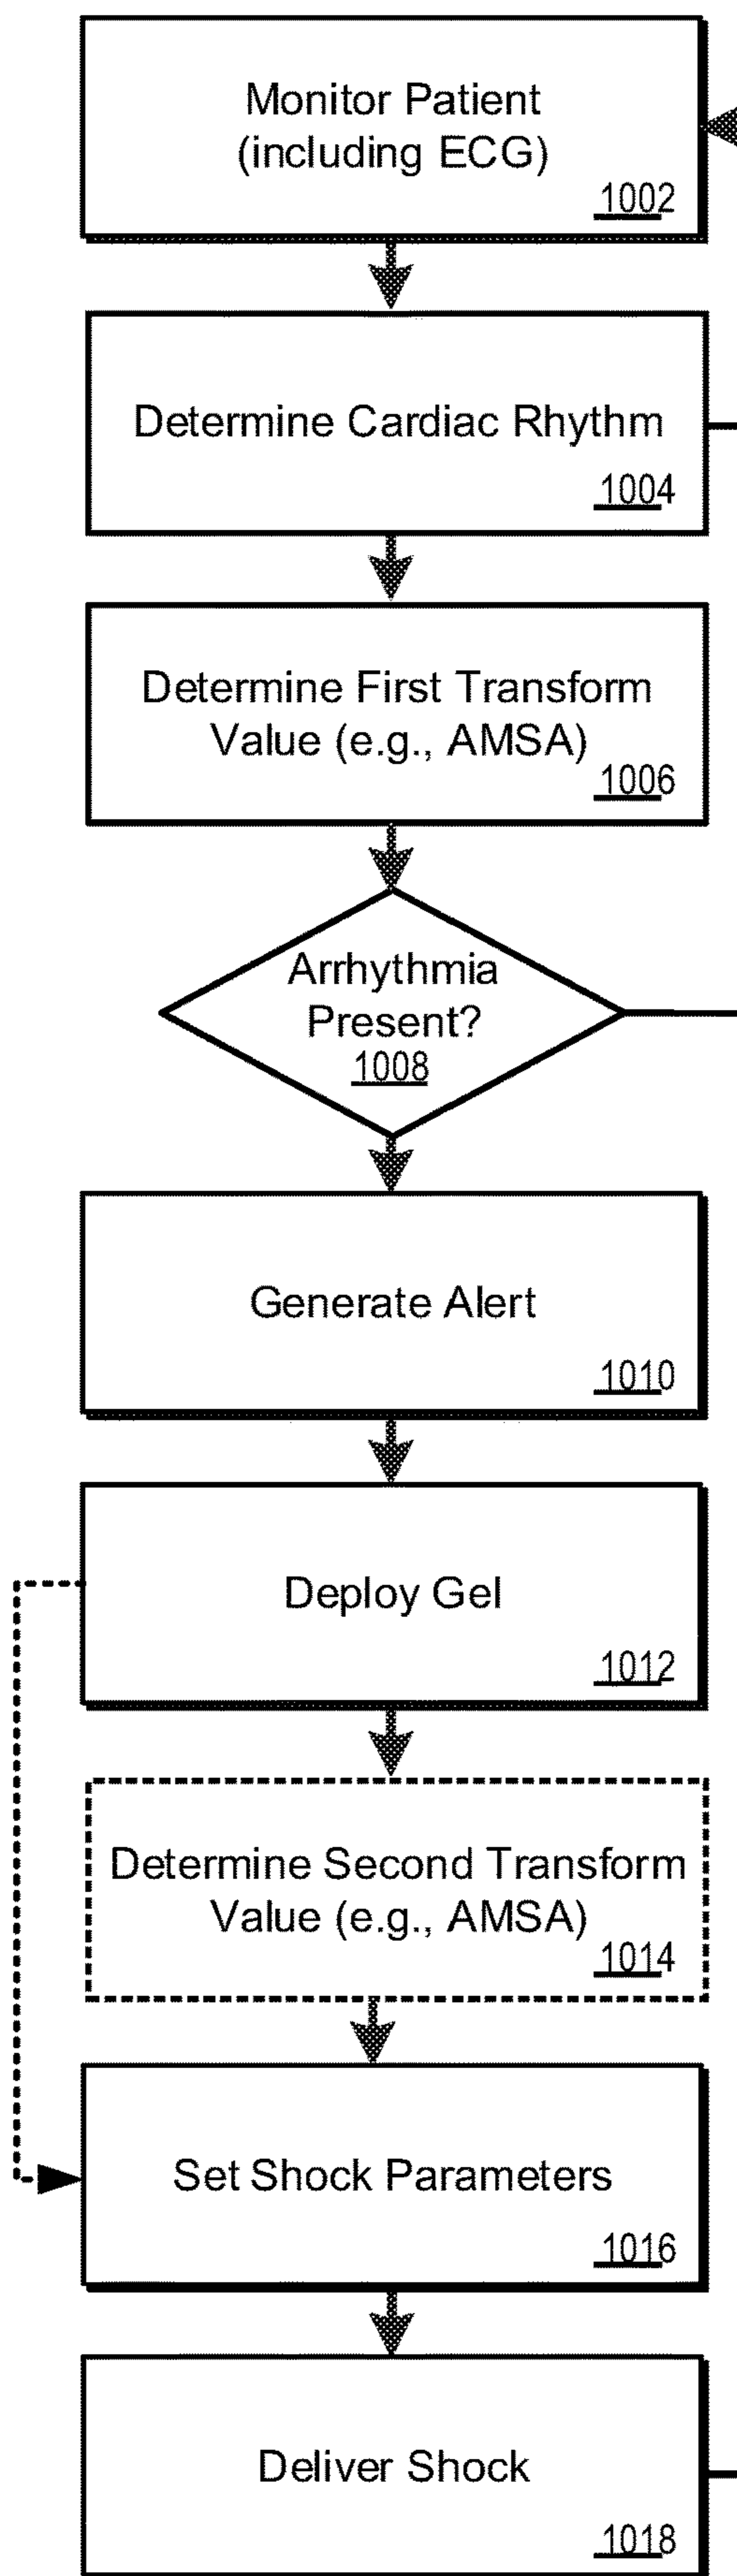 Monitor Patient
(including ECG)
1002
Determine Cardiac Rhythm
1004
Determine First Transform
Value (e.g., AMSA)
1006
Arrhythmia
Present?
1008
Generate Alert
1010
Deploy Gel
1012
Determine Second Transform
Value (e.g., AMSA)
1014
Set Shock Parameters
1016
Deliver Shock
1018